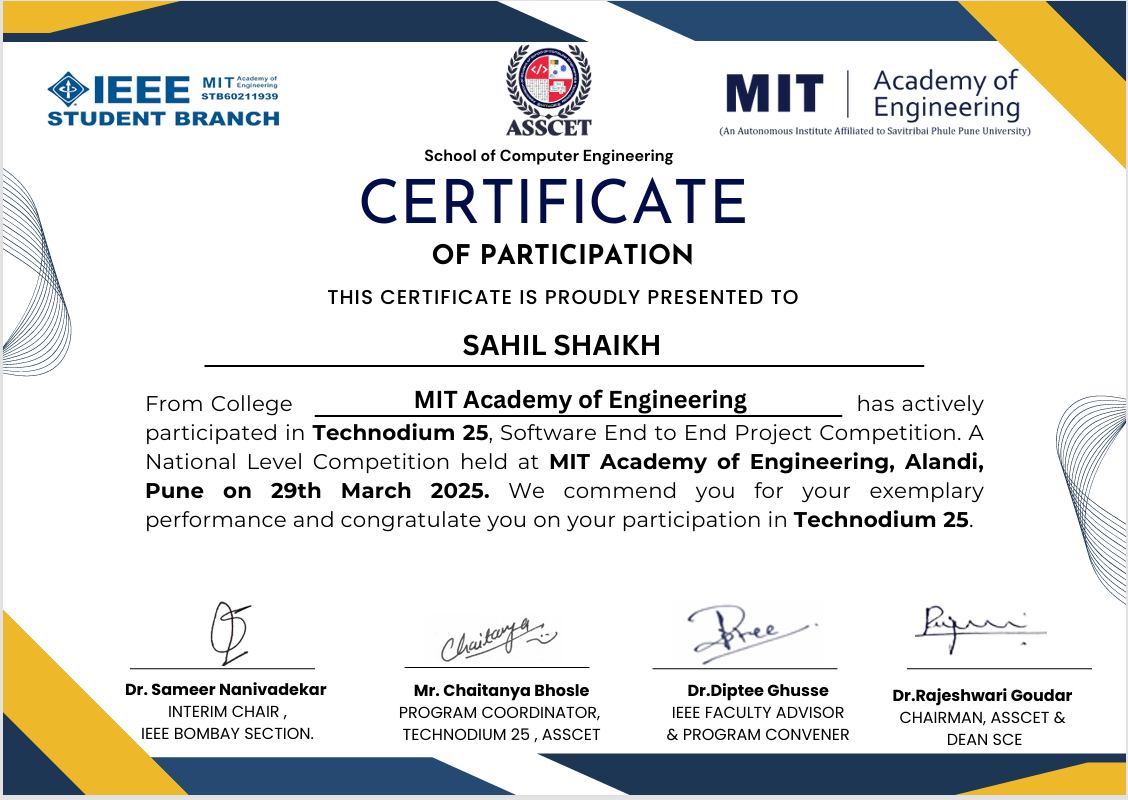 IEEE MIT Academy of Engineering
STB60211939
STUDENT BRANCH
</>
ASSCET
MIT Academy of Engineering
(An Autonomous Institute Affiliated to Savitribai Phule Pune University)
School of Computer Engineering
CERTIFICATE
OF PARTICIPATION
THIS CERTIFICATE IS PROUDLY PRESENTED TO
SAHIL SHAIKH
From College MIT Academy of Engineering has actively
participated in Technodium 25, Software End to End Project Competition. A
National Level Competition held at MIT Academy of Engineering, Alandi,
Pune on 29th March 2025. We commend you for your exemplary
performance and congratulate you on your participation in Technodium 25.
Chaitanya
Dr. Sameer Nanivadekar
INTERIM CHAIR ,
IEEE BOMBAY SECTION.
Mr. Chaitanya Bhosle
PROGRAM COORDINATOR,
TECHNODIUM 25 , ASSCET
Dr.Diptee Ghusse
IEEE FACULTY ADVISOR
& PROGRAM CONVENER
Dr.Rajeshwari Goudar
CHAIRMAN, ASSCET &
DEAN SCE